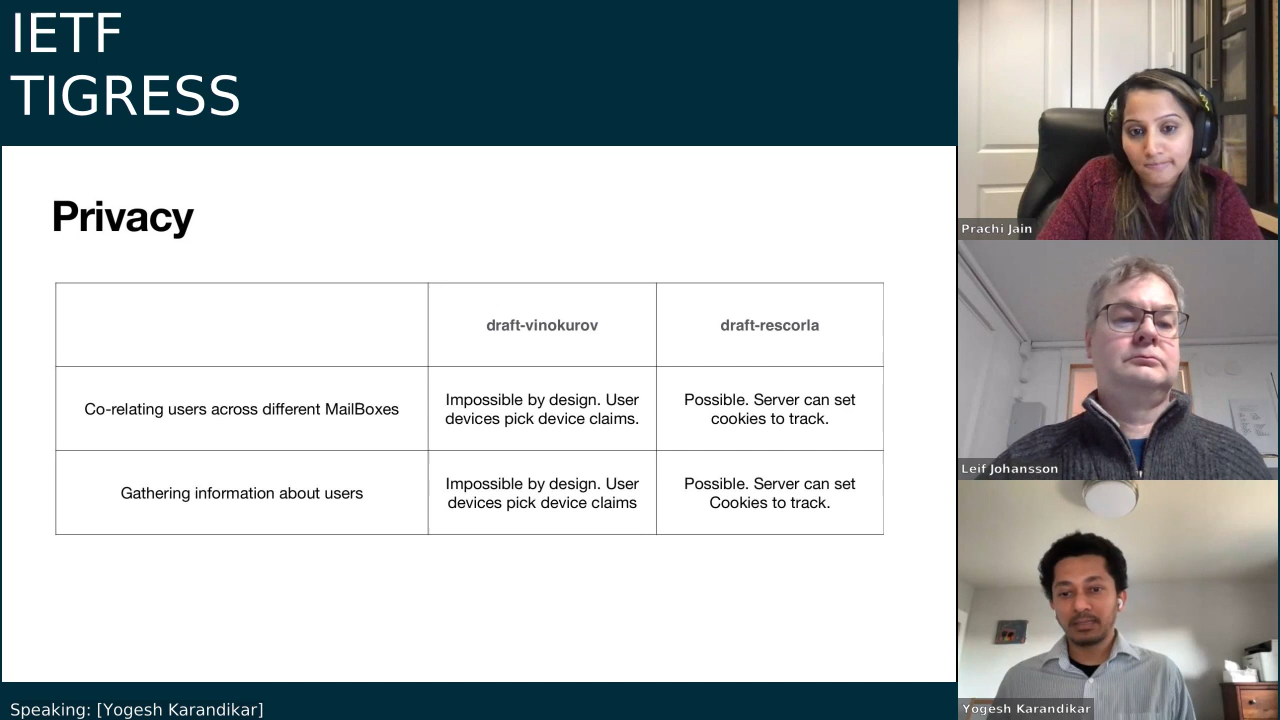 IETF
TIGRESS
Privacy
draft-vinokurov
draft-rescorla
Co-relating users across different MailBoxes
Impossible by design. User
devices pick device claims.
Possible. Server can set
cookies to track.
Gathering information about users
Impossible by design. User
devices pick device claims
Possible. Server can set
Cookies to track.
Prachi Jain
Leif Johansson
Yogesh Karandikar
Speaking: [Yogesh Karandikar]